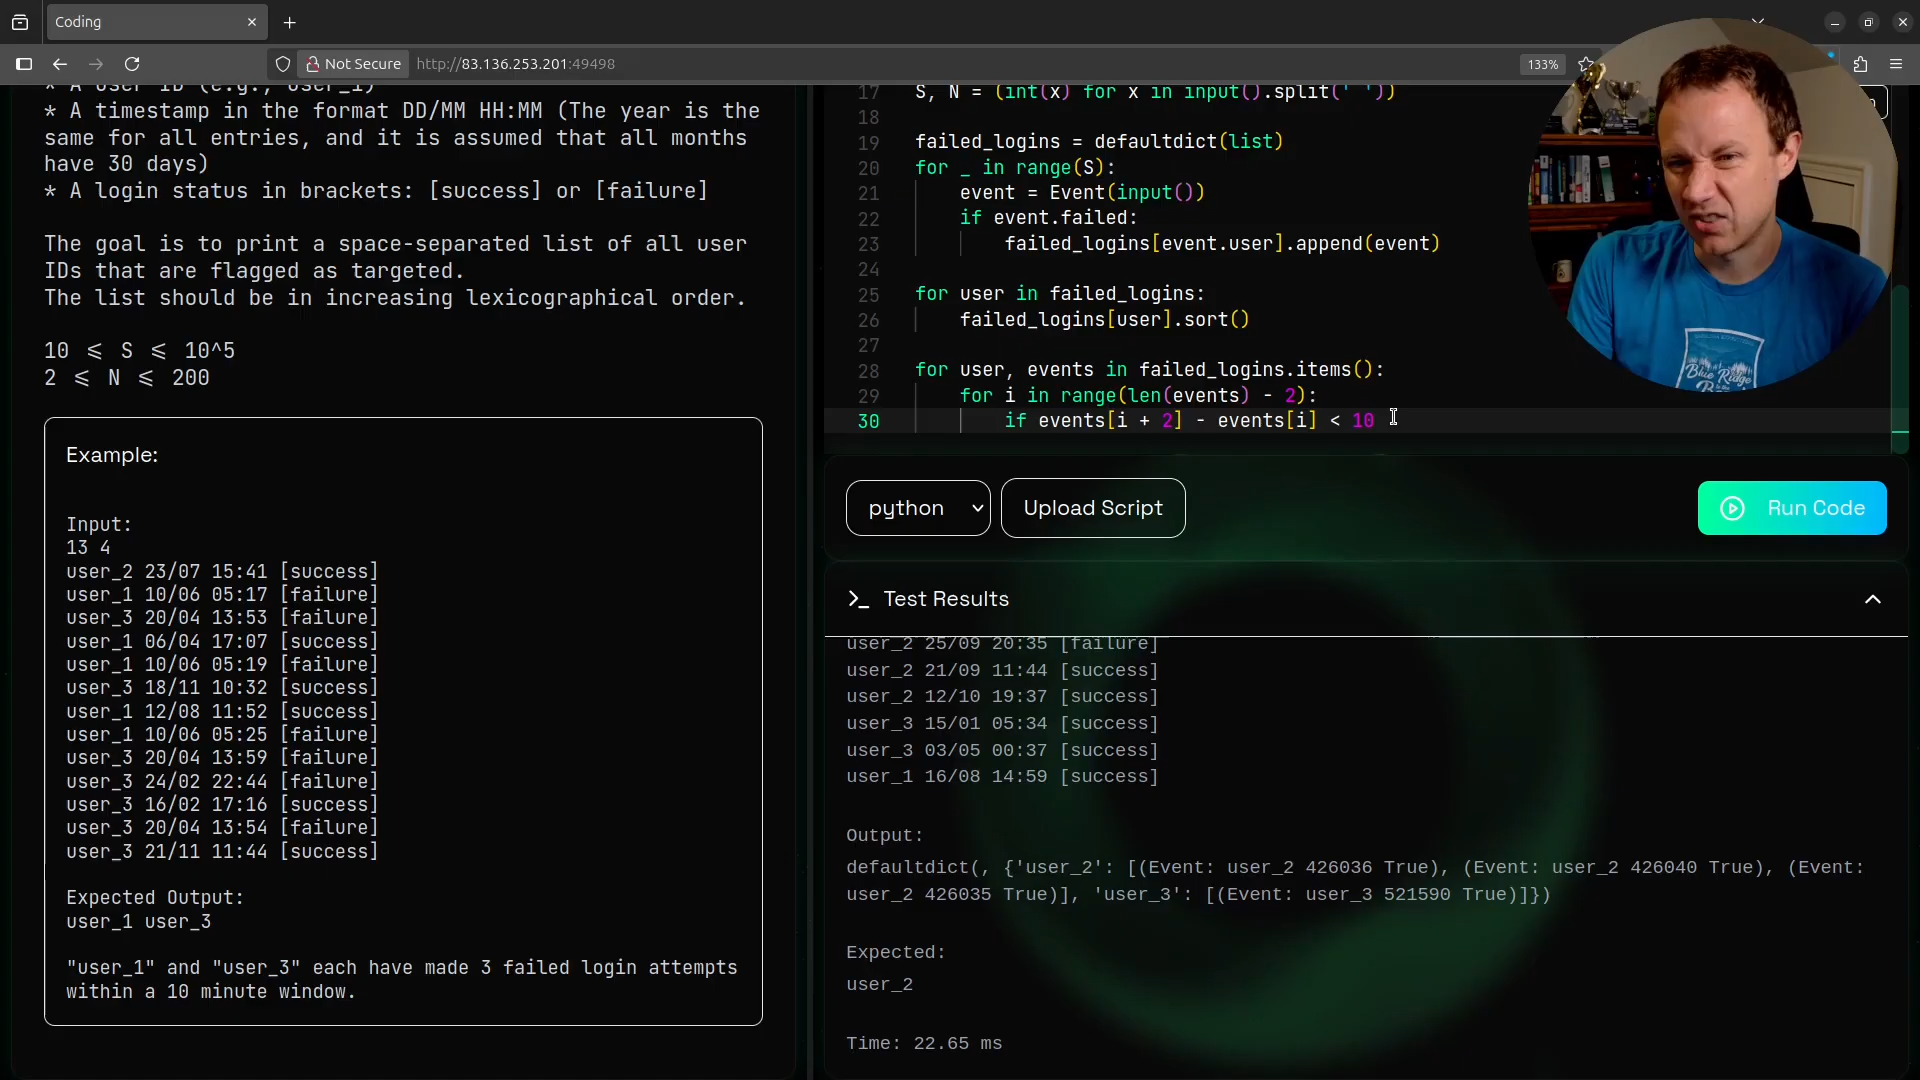 Coding
Not Secure
http://83.136.253.201:49498
133%
* A user ID (e.g., user_1)
* A timestamp in the format DD/MM HH:MM (The year is the
same for all entries, and it is assumed that all months
have 30 days)
* A login status in brackets: [success] or [failure]
The goal is to print a space-separated list of all user
IDs that are flagged as targeted.
The list should be in increasing lexicographical order.
10 ⩽ S ⩽ 10^5
2 ⩽ N ⩽ 200
Example:
Input:
13 4
user_2 23/07 15:41 [success]
user_1 10/06 05:17 [failure]
user_3 20/04 13:53 [failure]
user_1 06/04 17:07 [success]
user_1 10/06 05:19 [failure]
user_3 18/11 10:32 [success]
user_1 12/08 11:52 [success]
user_1 10/06 05:25 [failure]
user_3 20/04 13:59 [failure]
user_3 24/02 22:44 [failure]
user_3 16/02 17:16 [success]
user_3 20/04 13:54 [failure]
user_3 21/11 11:44 [success]
Expected Output:
user_1 user_3
"user_1" and "user_3" each have made 3 failed login attempts
within a 10 minute window.
17 S, N = (int(x) for x in input().split(' '))
18
19 failed_logins = defaultdict(list)
20 for _ in range(S):
21 event = Event(input())
22 if event.failed:
23 failed_logins[event.user].append(event)
24
25 for user in failed_logins:
26 failed_logins[user].sort()
27
28 for user, events in failed_logins.items():
29 for i in range(len(events) - 2):
30 if events[i + 2] - events[i] < 10
python
Upload Script
Run Code
Test Results
user_2 25/09 20:35 [failure]
user_2 21/09 11:44 [success]
user_2 12/10 19:37 [success]
user_3 15/01 05:34 [success]
user_3 03/05 00:37 [success]
user_1 16/08 14:59 [success]
Output:
defaultdict(, {'user_2': [(Event: user_2 426036 True), (Event: user_2 426040 True), (Event:
user_2 426035 True)], 'user_3': [(Event: user_3 521590 True)]})
Expected:
user_2
Time: 22.65 ms